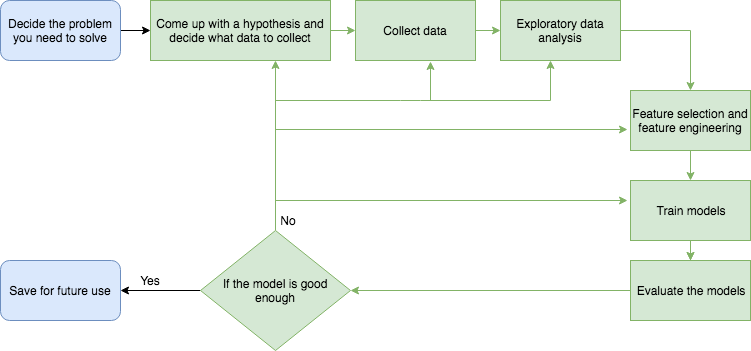 Decide the problem
you need to solve
Come up with a hypothesis and
decide what data to collect
Collect data
Exploratory data
analysis
Feature selection and
feature engineering
Train models
No
If the model is good
enough
Yes
Save for future use
Evaluate the models